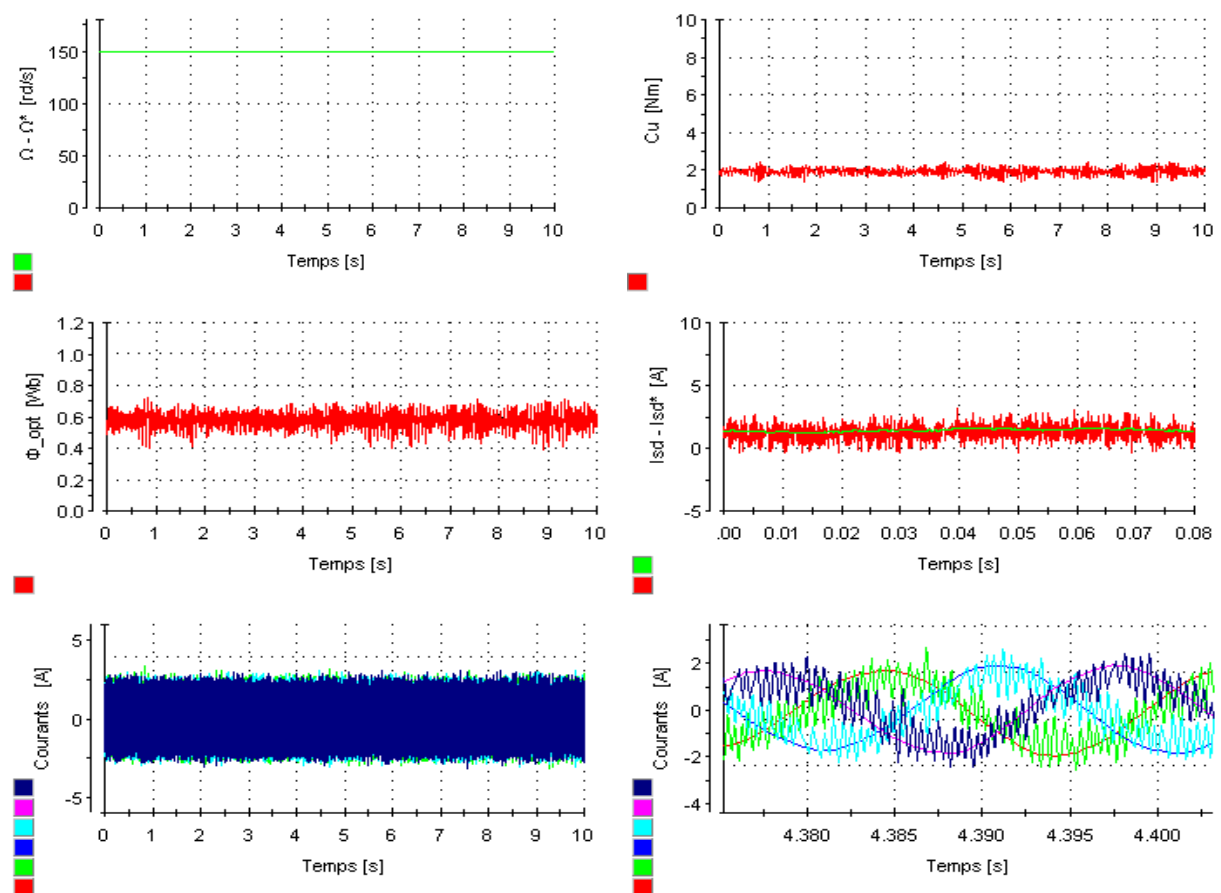 Ω - Ω* [rd/s]
150
100
50
0
0 1 2 3 4 5 6 7 8 9 10
Temps [s]
Cu [Nm]
10
8
6
4
2
0
0 1 2 3 4 5 6 7 8 9 10
Temps [s]
Φ_opt [Wb]
1.2
1.0
0.8
0.6
0.4
0.2
0.0
0 1 2 3 4 5 6 7 8 9 10
Temps [s]
Isd - Isd* [A]
10
5
0
-5
.00 0.01 0.02 0.03 0.04 0.05 0.06 0.07 0.08
Temps [s]
Courants [A]
5
0
-5
0 1 2 3 4 5 6 7 8 9 10
Temps [s]
Courants [A]
2
0
-2
-4
4.380 4.385 4.390 4.395 4.400
Temps [s]